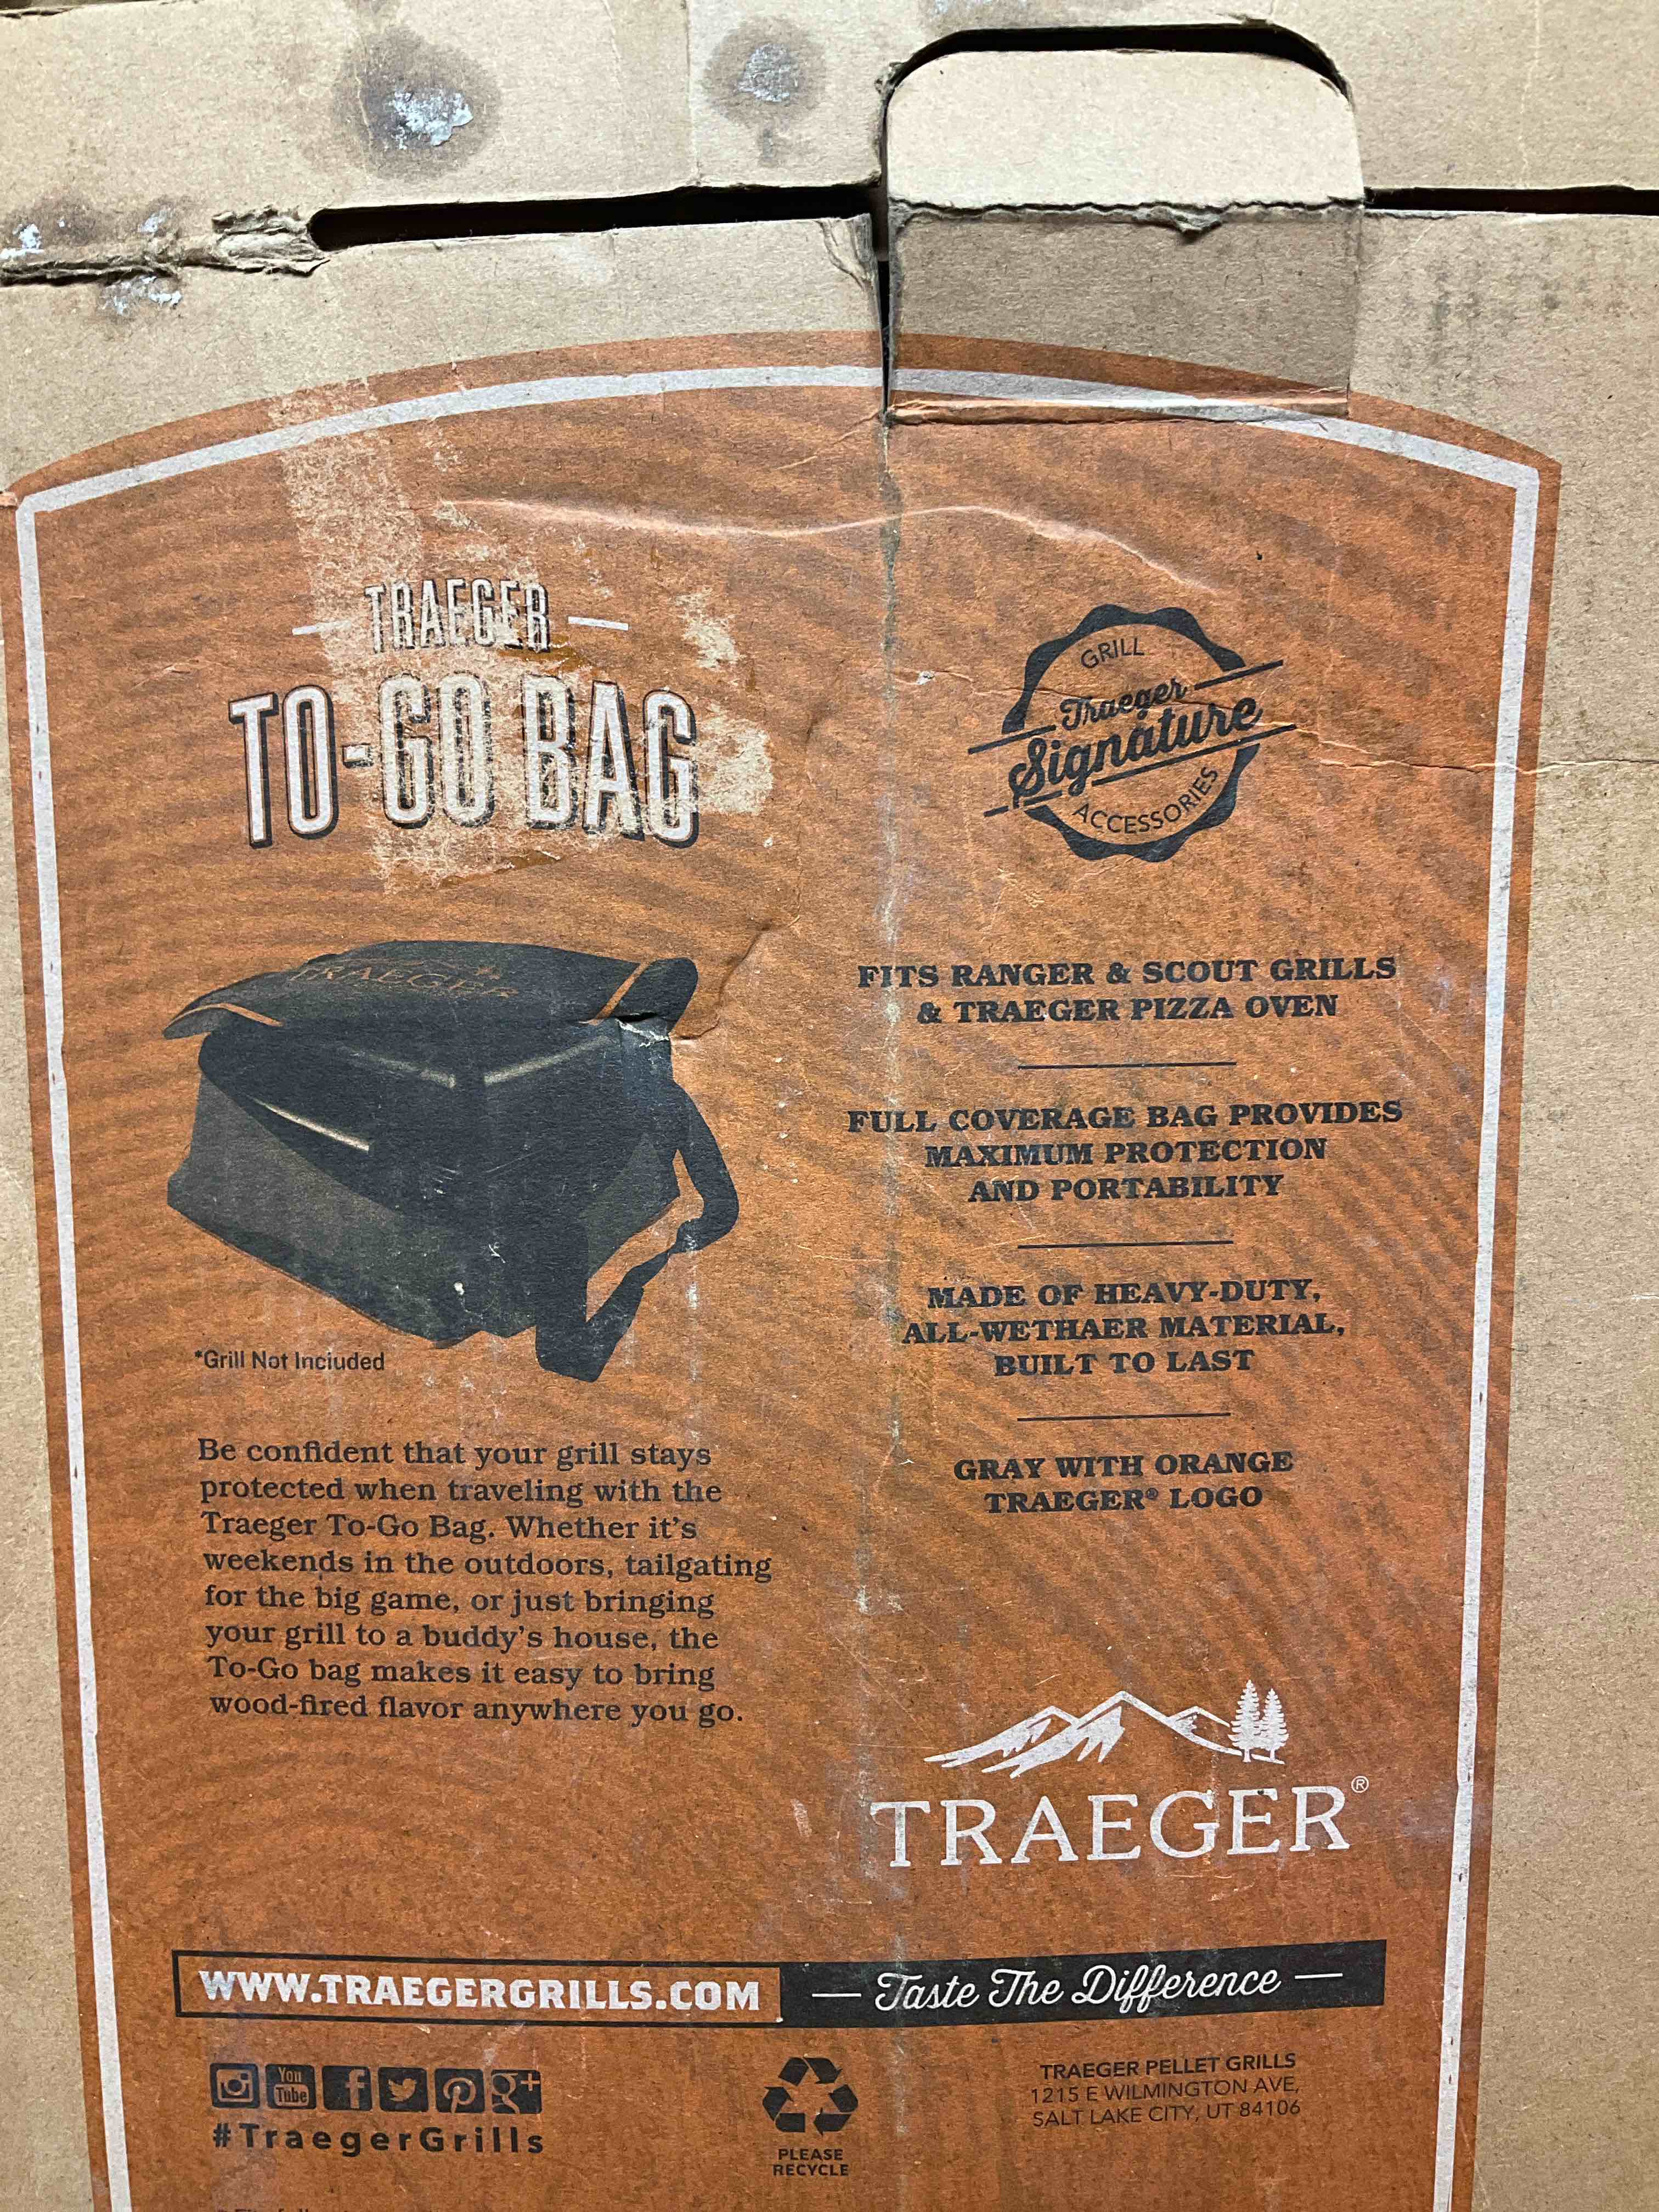 TRAEGER
TO-GO BAG
GRILL
Traeger
Signature
ACCESSORIES
TRAEGER
*Grill Not Included
Be confident that your grill stays
protected when traveling with the
Traeger To-Go Bag. Whether it's
weekends in the outdoors, tailgating
for the big game, or just bringing
your grill to a buddy's house, the
To-Go bag makes it easy to bring
wood-fired flavor anywhere you go.
FITS RANGER & SCOUT GRILLS
& TRAEGER PIZZA OVEN
FULL COVERAGE BAG PROVIDES
MAXIMUM PROTECTION
AND PORTABILITY
MADE OF HEAVY-DUTY,
ALL-WETHAER MATERIAL,
BUILT TO LAST
GRAY WITH ORANGE
TRAEGER® LOGO
TRAEGER®
WWW.TRAEGERGRILLS.COM
— Taste The Difference —
You
Tube
g+
#TraegerGrills
PLEASE
RECYCLE
TRAEGER PELLET GRILLS
1215 E WILMINGTON AVE,
SALT LAKE CITY, UT 84106